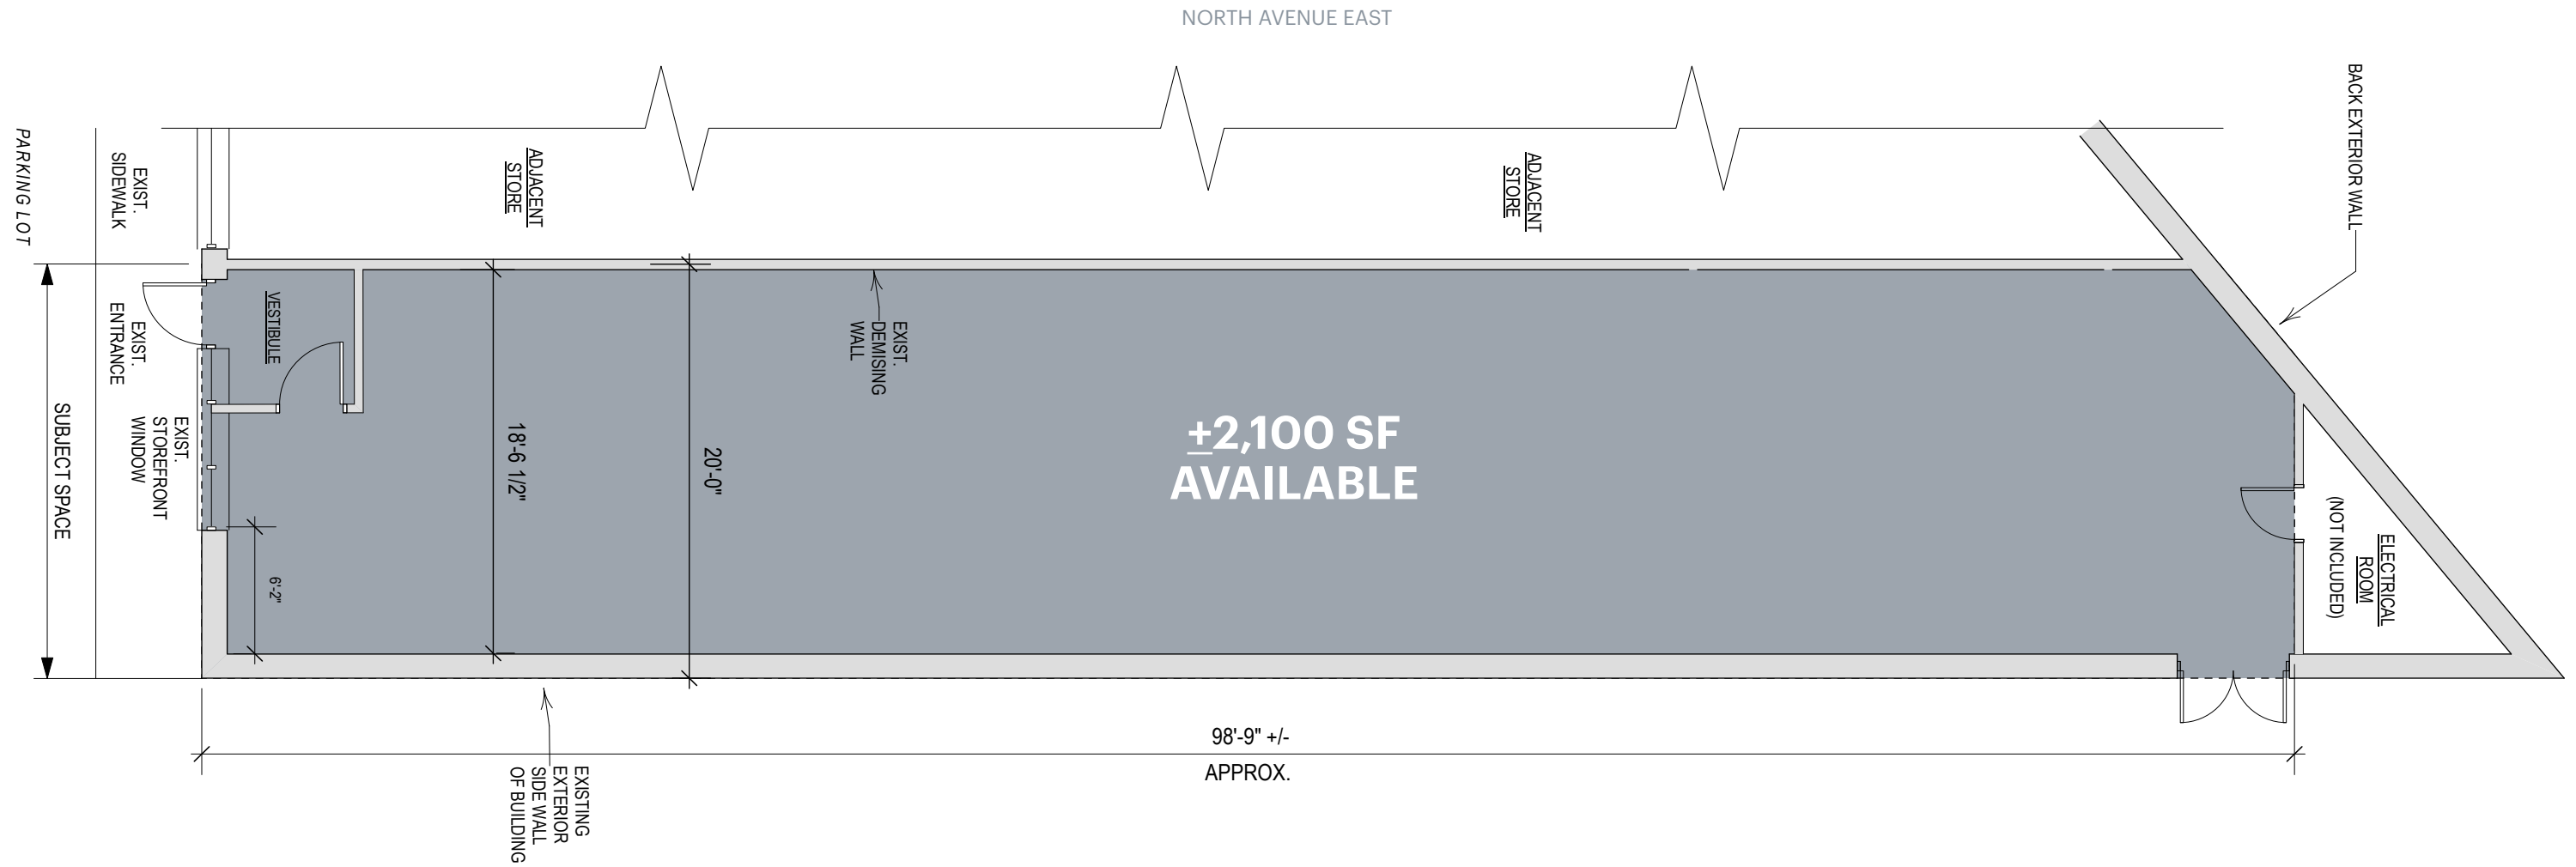 NORTH AVENUE EAST
PARKING LOT
EXIST.
SIDEWALK
ADJACENT
STORE
ADJACENT
STORE
BACK EXTERIOR WALL
SUBJECT SPACE
EXIST.
ENTRANCE
EXIST.
STOREFRONT
WINDOW
VESTIBULE
6'-2"
18'-6 1/2"
20'-0"
EXIST.
DEMISING
WALL
±2,100 SF
AVAILABLE
ELECTRICAL
ROOM
(NOT INCLUDED)
98'-9" +/-
APPROX.
EXISTING
EXTERIOR
SIDE WALL
OF BUILDING